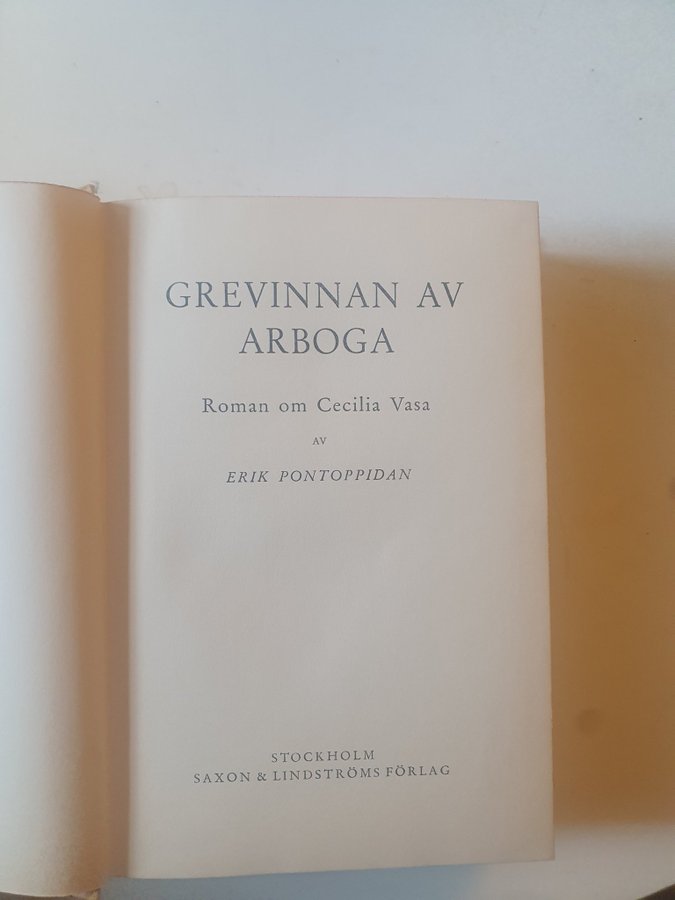 GREVINNAN AV
ARBOGA
Roman om Cecilia Vasa
AV
ERIK PONTOPPIDAN
STOCKHOLM
SAXON & LINDSTRÖMS FÖRLAG